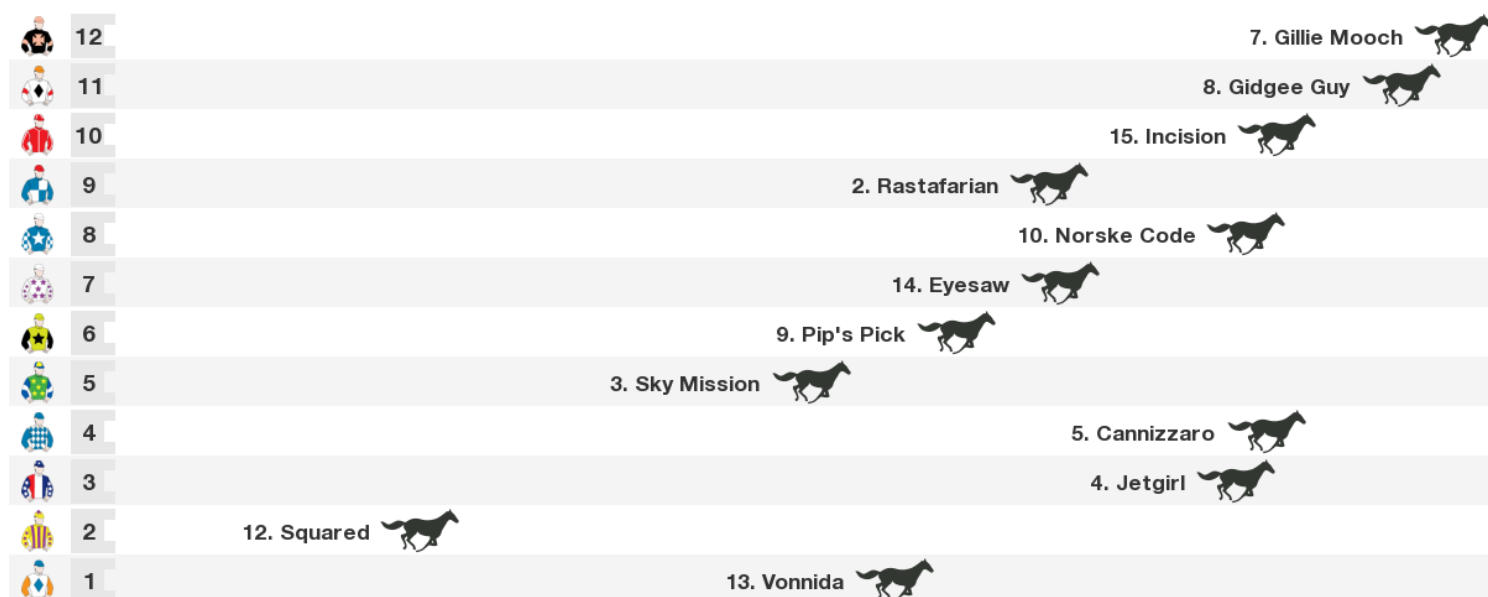 12 7. Gillie Mooch
11 8. Gidgee Guy
10 15. Incision
9 2. Rastafarian
8 10. Norske Code
7 14. Eyesaw
6 9. Pip's Pick
5 3. Sky Mission
4 5. Cannizzaro
3 4. Jetgirl
2 12. Squared
1 13. Vonnida